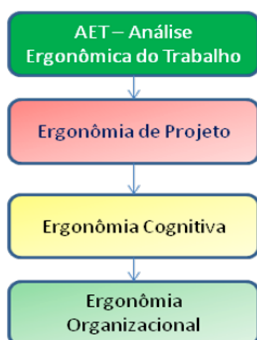 AET – Análise
Ergonômica do Trabalho
Ergonômia de Projeto
Ergonômia Cognitiva
Ergonômia
Organizacional